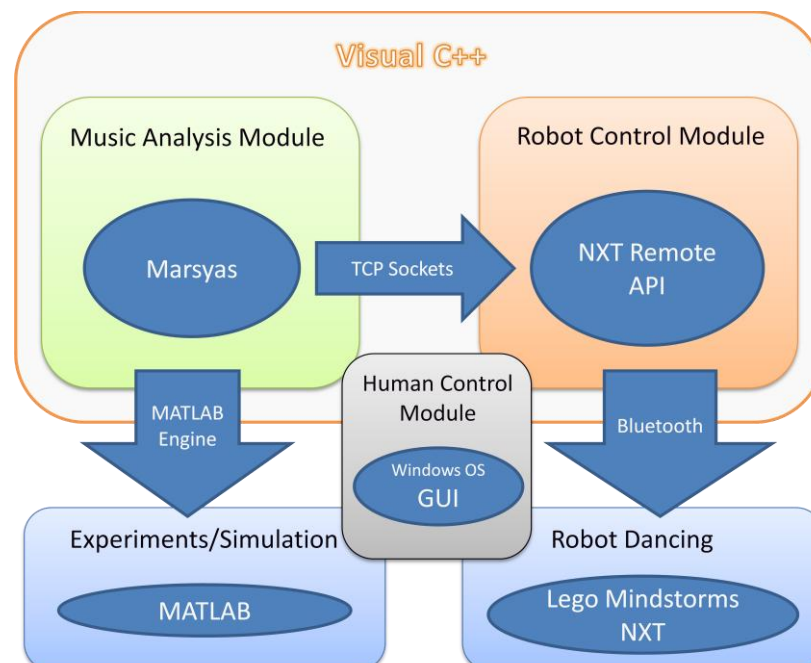 Visual C++
Music Analysis Module
Marsyas
TCP Sockets
Robot Control Module
NXT Remote
API
MATLAB
Engine
Human Control
Module
Windows OS
GUI
Bluetooth
Experiments/Simulation
MATLAB
Robot Dancing
Lego Mindstorms
NXT